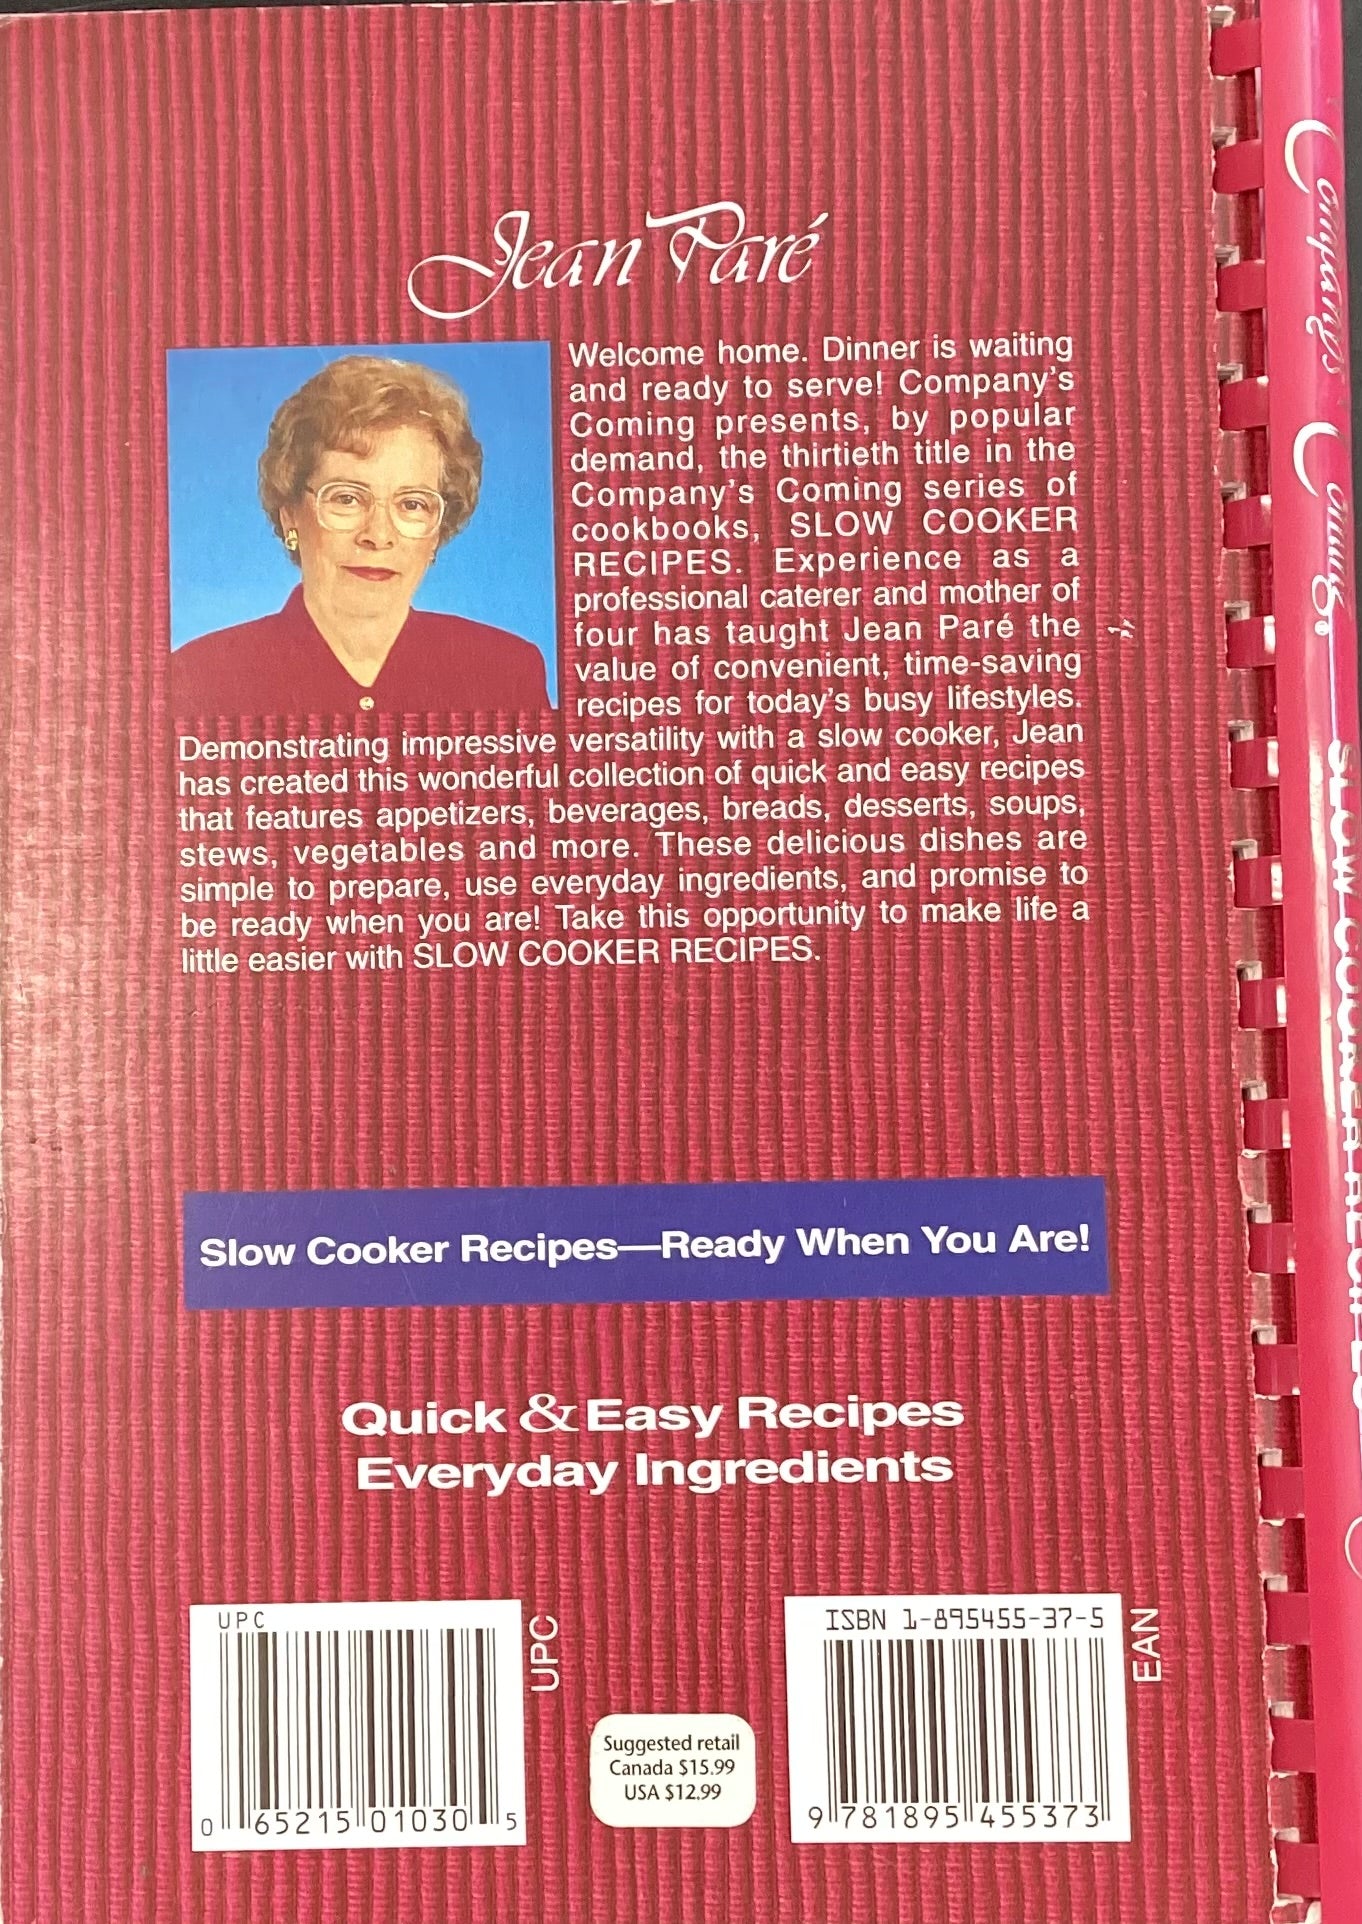 Jean Paré
Welcome home. Dinner is waiting
and ready to serve! Company's
Coming presents, by popular
demand, the thirtieth title in the
Company's Coming series of
cookbooks, SLOW COOKER
RECIPES. Experience as a
professional caterer and mother of
four has taught Jean Paré the
value of convenient, time-saving
recipes for today's busy lifestyles.
Demonstrating impressive versatility with a slow cooker, Jean
has created this wonderful collection of quick and easy recipes
that features appetizers, beverages, breads, desserts, soups,
stews, vegetables and more. These delicious dishes are
simple to prepare, use everyday ingredients, and promise to
be ready when you are! Take this opportunity to make life a
little easier with SLOW COOKER RECIPES.
Slow Cooker Recipes—Ready When You Are!
Quick & Easy Recipes
Everyday Ingredients
UPC
UPC
0 65215 01030 5
Suggested retail
Canada $15.99
USA $12.99
ISBN 1-895455-37-5
EAN
9 781895 455373
Company's Coming® SLOW COOKER RECIPES